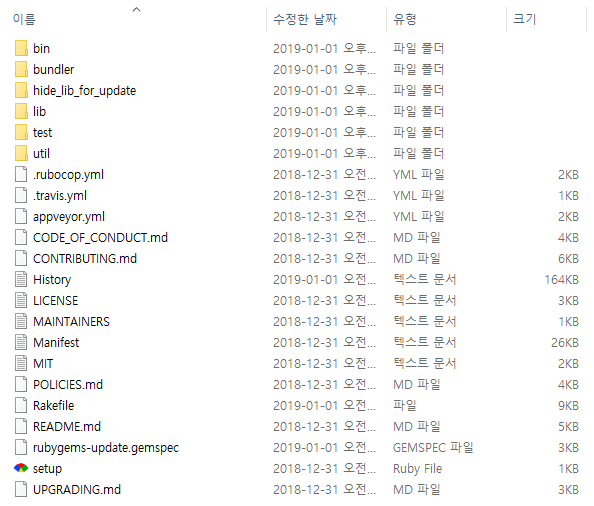 이름 수정한 날짜 유형 크기
bin 2019-01-01 오후... 파일 폴더
bundler 2019-01-01 오후... 파일 폴더
hide_lib_for_update 2019-01-01 오후... 파일 폴더
lib 2019-01-01 오후... 파일 폴더
test 2019-01-01 오후... 파일 폴더
util 2019-01-01 오후... 파일 폴더
.rubocop.yml 2018-12-31 오전... YML 파일 2KB
.travis.yml 2018-12-31 오전... YML 파일 1KB
appveyor.yml 2018-12-31 오전... YML 파일 2KB
CODE_OF_CONDUCT.md 2018-12-31 오전... MD 파일 4KB
CONTRIBUTING.md 2018-12-31 오전... MD 파일 6KB
History 2019-01-01 오전... 텍스트 문서 164KB
LICENSE 2018-12-31 오전... 텍스트 문서 3KB
MAINTAINERS 2018-12-31 오전... 텍스트 문서 1KB
Manifest 2018-12-31 오전... 텍스트 문서 26KB
MIT 2018-12-31 오전... 텍스트 문서 2KB
POLICIES.md 2018-12-31 오전... MD 파일 4KB
Rakefile 2018-12-31 오전... 파일 9KB
README.md 2018-12-31 오전... MD 파일 5KB
rubygems-update.gemspec 2019-01-01 오전... GEMSPEC 파일 3KB
setup 2018-12-31 오전... Ruby File 1KB
UPGRADING.md 2018-12-31 오전... MD 파일 3KB